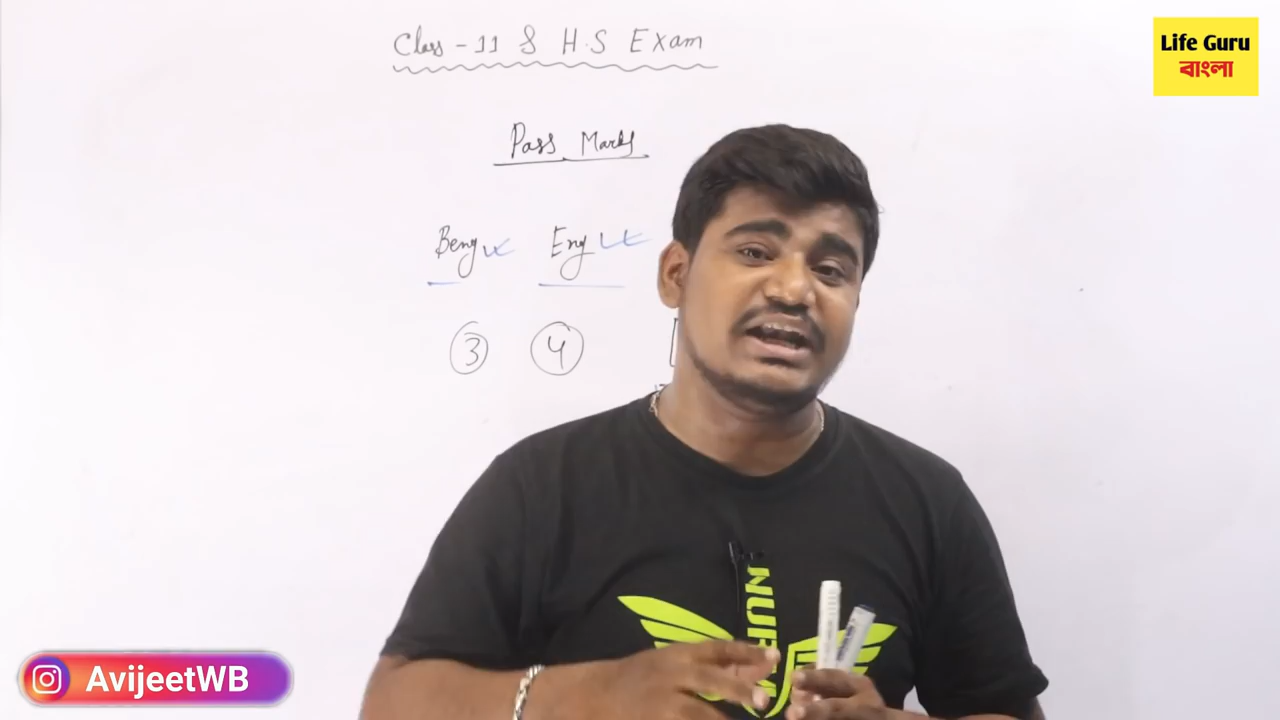 Class - 11 & H.S Exam
Life Guru
বাংলা
Pass Marks
Beng Eng
3 4
AvijeetWB